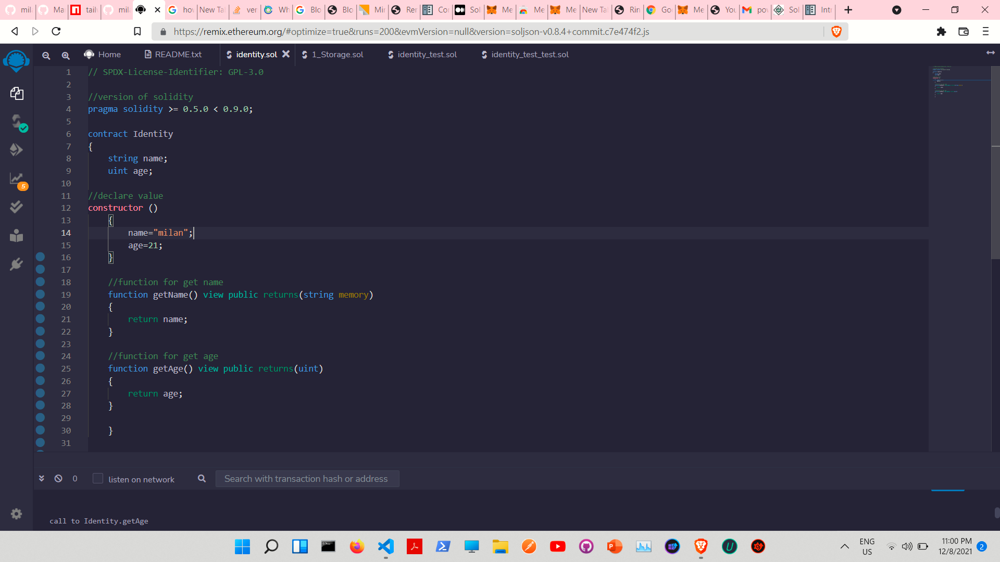 mil
Ma
tail
mil
hov
New Ta
ver
Wh
Blo
Blo
Mir
Rer
Cor
Sol
Me
Me
Me
New Ta
Rin
Go
Me
You
pov
Sol
Intr
https://remix.ethereum.org/#optimize=true&runs=200&evmVersion=null&version=soljson-v0.8.4+commit.c7e474f2.js
Home README.txt identity.sol 1_Storage.sol identity_test.sol identity_test_test.sol
1 // SPDX-License-Identifier: GPL-3.0
2
3 //version of solidity
4 pragma solidity >= 0.5.0 < 0.9.0;
5
6 contract Identity
7 {
8 string name;
9 uint age;
10
11 //declare value
12 constructor ()
13 {
14 name="milan";
15 age=21;
16 }
17
18 //function for get name
19 function getName() view public returns(string memory)
20 {
21 return name;
22 }
23
24 //function for get age
25 function getAge() view public returns(uint)
26 {
27 return age;
28 }
29
30 }
31
5
0 listen on network Search with transaction hash or address
call to Identity.getAge
ENG
US
11:00 PM
12/8/2021
2